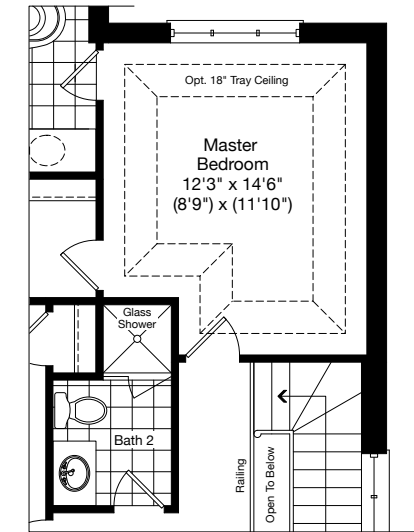 Opt. 18" Tray Ceiling
Master
Bedroom
12'3" x 14'6"
(8'9") x (11'10")
Glass
Shower
Bath 2
Railing
Open To Below